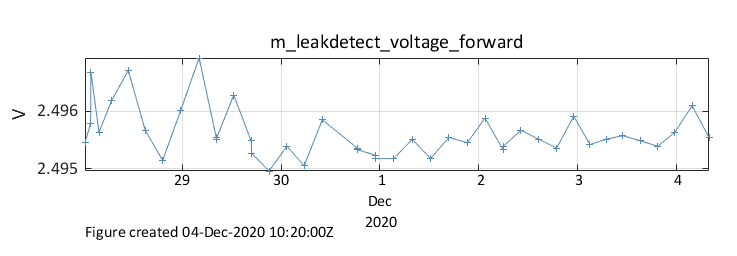 m_leakdetect_voltage_forward
V
2.496
2.495
29 30 1 2 3 4
Dec
2020
Figure created 04-Dec-2020 10:20:00Z